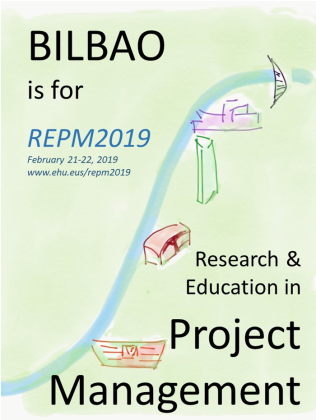 BILBAO
is for
REPM2019
February 21-22, 2019
www.ehu.eus/repm2019
Research &
Education in
Project
Management